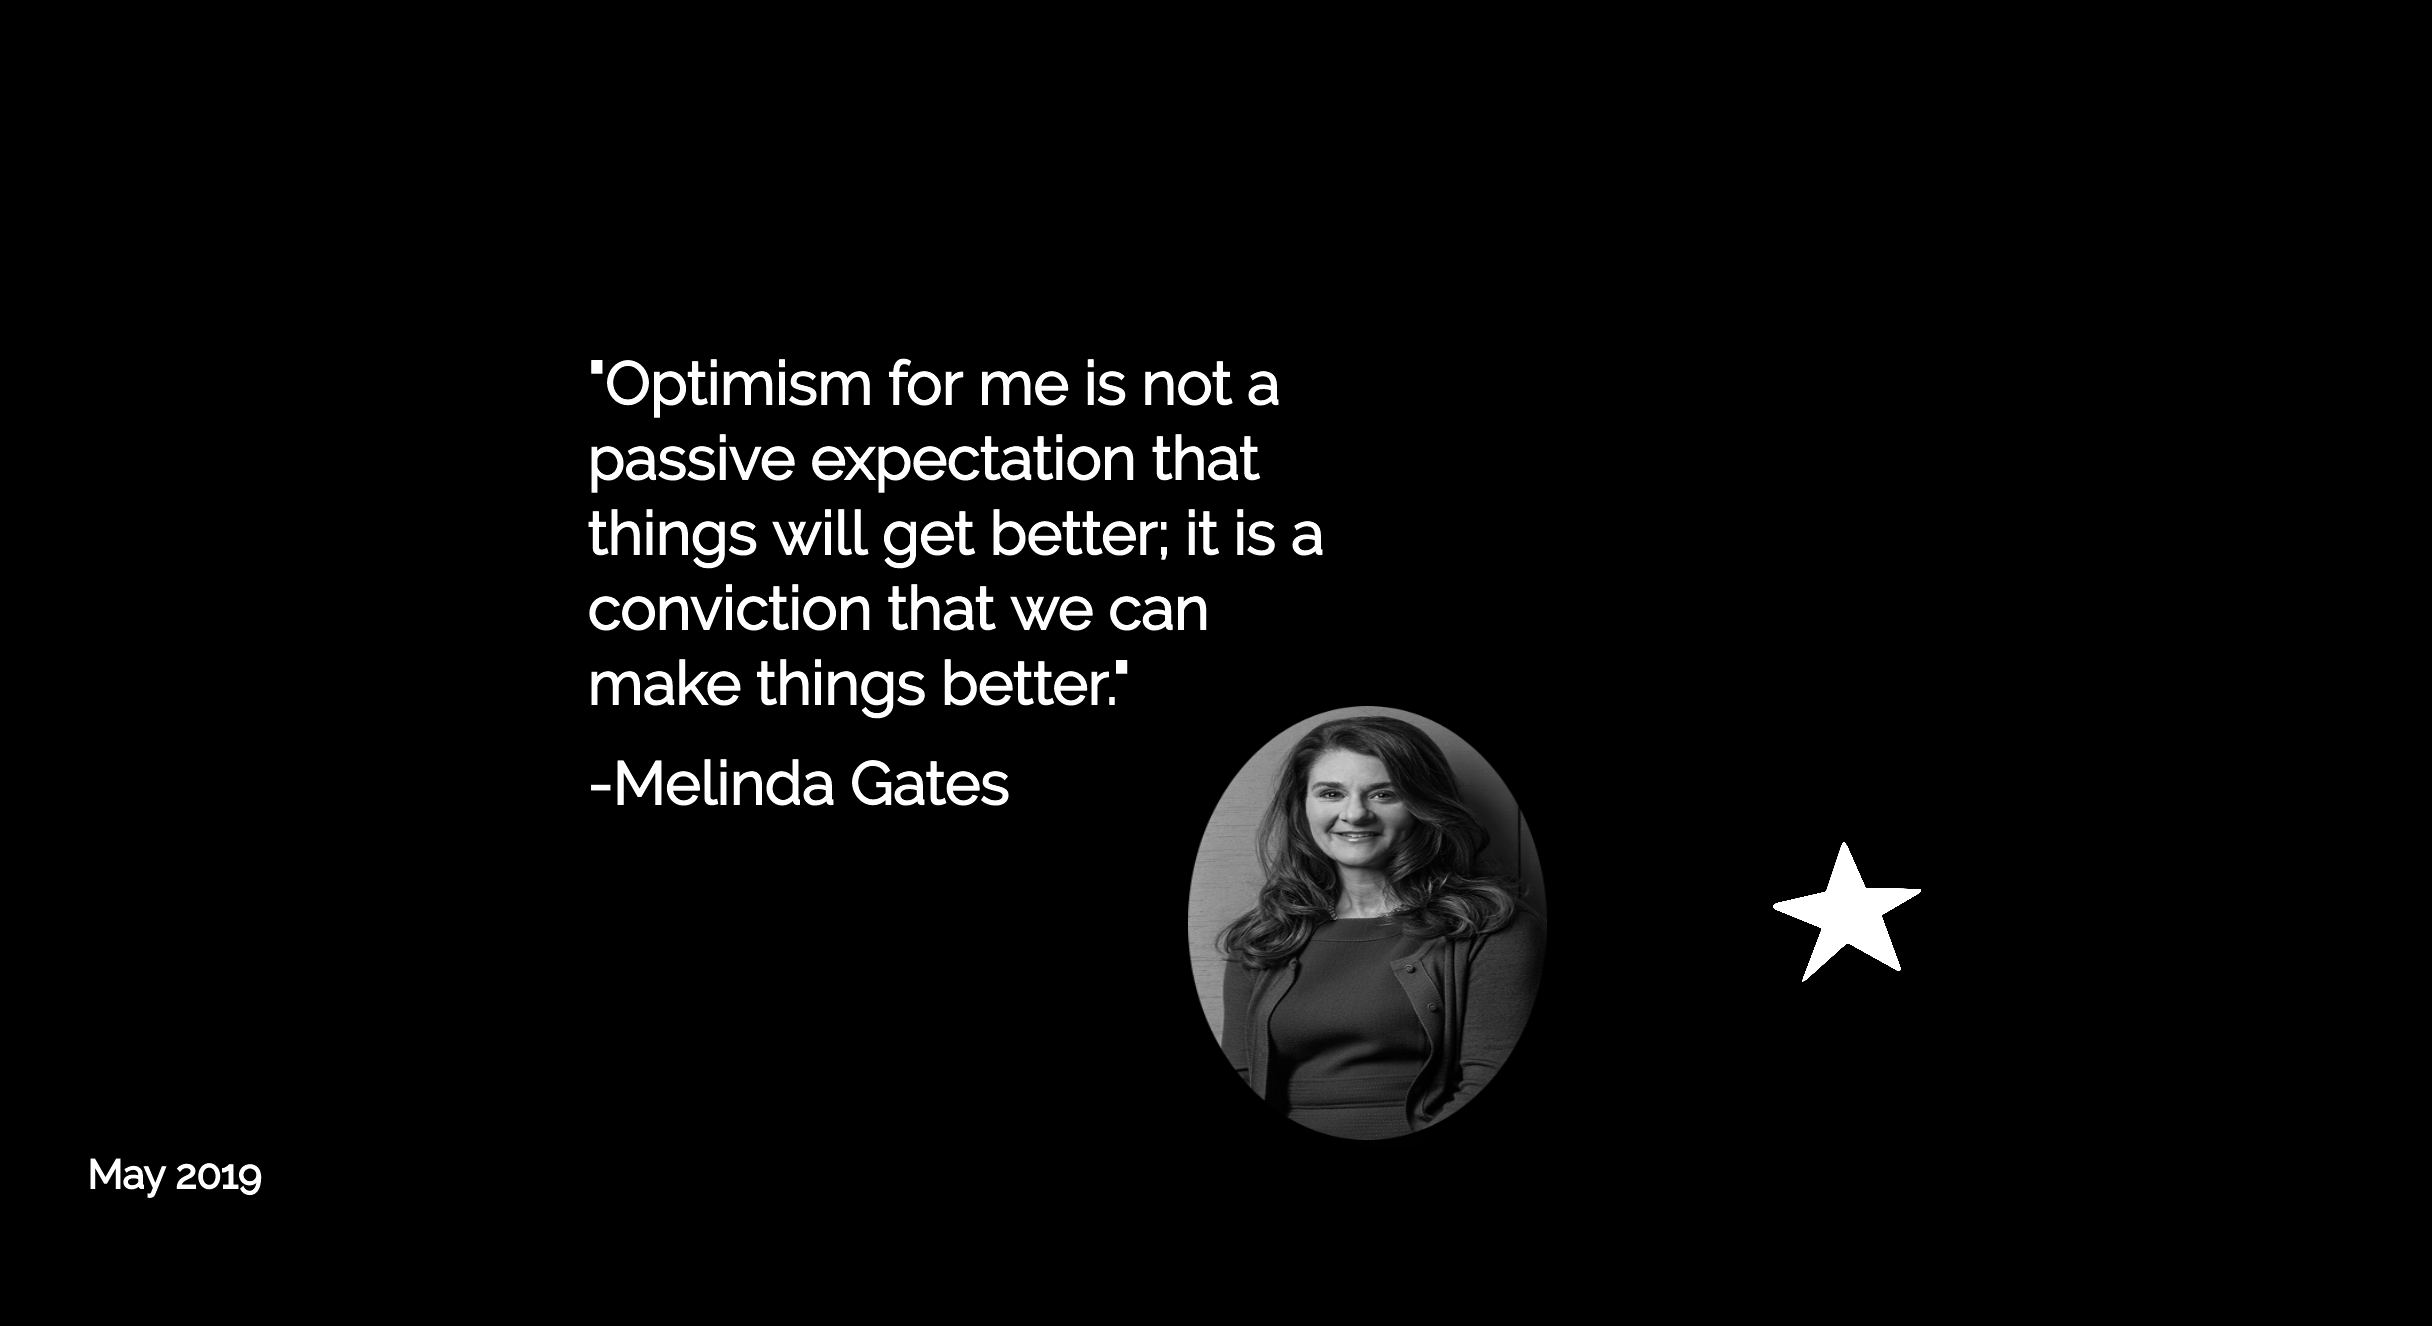 "Optimism for me is not a
passive expectation that
things will get better; it is a
conviction that we can
make things better."
-Melinda Gates
May 2019